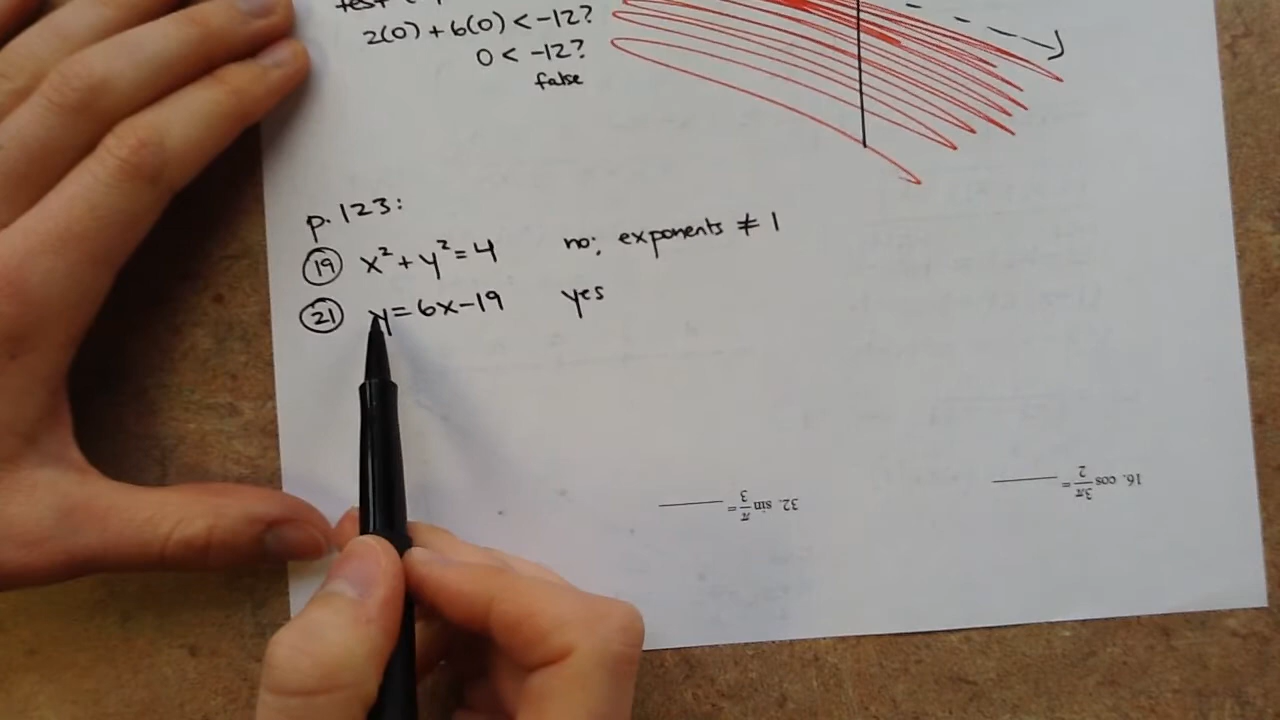 test
2(0) + 6(0) < -12?
0 < -12?
false
p. 123:
19 x² + y² = 4 no; exponents ≠ 1
21 y = 6x - 19 yes
16. cos 3π/2 = ____
32. sin π/3 = ____